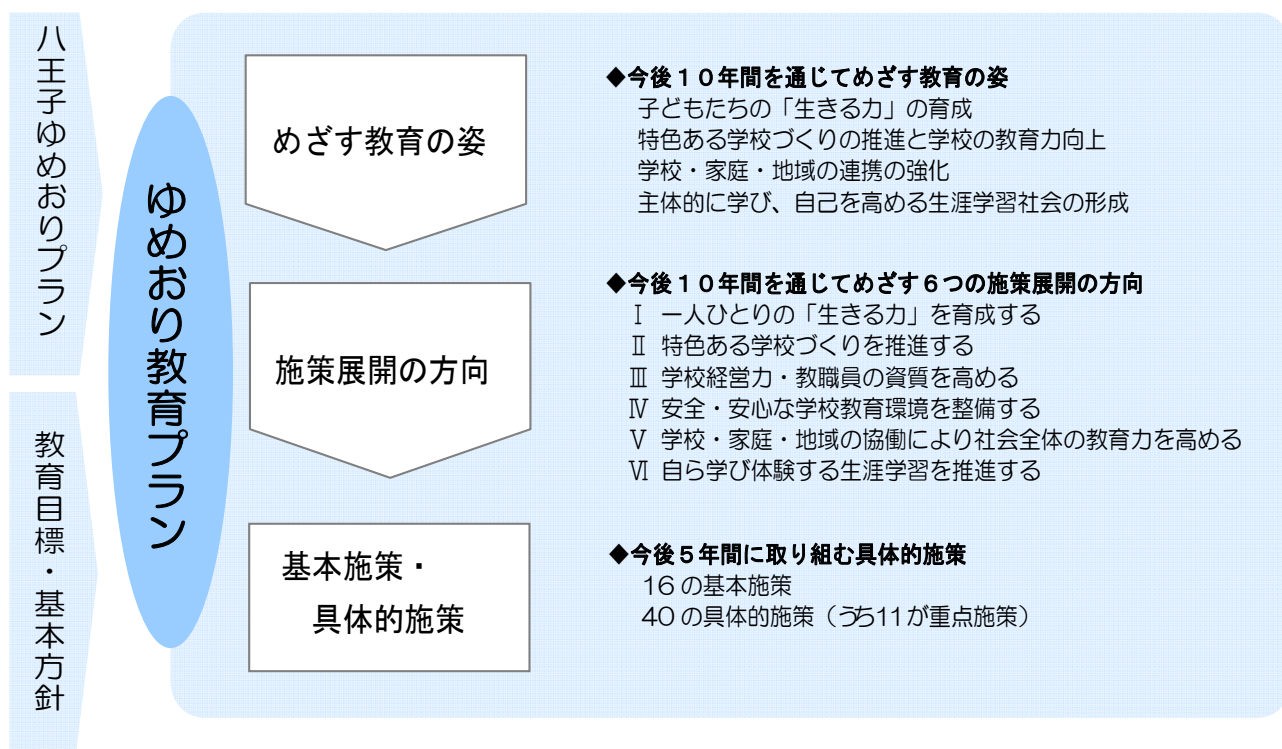 八王子ゆめおりプラン
教育目標・基本方針
ゆめおり教育プラン
めざす教育の姿
◆今後１０年間を通じてめざす教育の姿
子どもたちの「生きる力」の育成
特色ある学校づくりの推進と学校の教育力向上
学校・家庭・地域の連携の強化
主体的に学び、自己を高める生涯学習社会の形成
施策展開の方向
◆今後１０年間を通じてめざす６つの施策展開の方向
Ⅰ 一人ひとりの「生きる力」を育成する
Ⅱ 特色ある学校づくりを推進する
Ⅲ 学校経営力・教職員の資質を高める
Ⅳ 安全・安心な学校教育環境を整備する
Ⅴ 学校・家庭・地域の協働により社会全体の教育力を高める
Ⅵ 自ら学び体験する生涯学習を推進する
基本施策・
具体的施策
◆今後５年間に取り組む具体的施策
16の基本施策
40の具体的施策（うち11が重点施策）